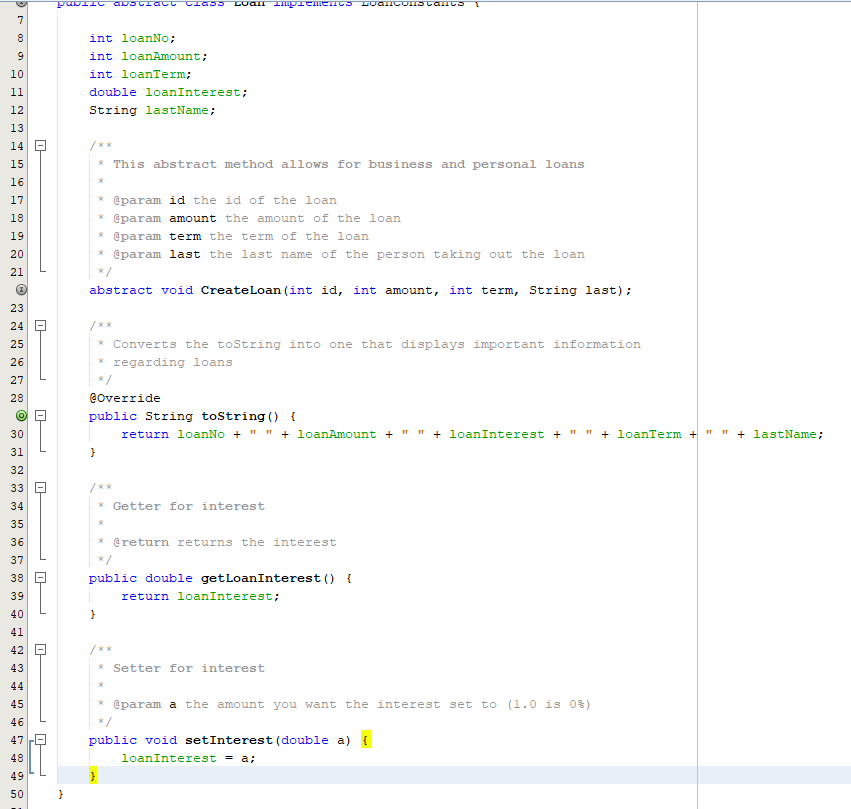 public abstract class Loan implements LoanConstants {
7
8 int loanNo;
9 int loanAmount;
10 int loanTerm;
11 double loanInterest;
12 String lastName;
13
14 /**
15 * This abstract method allows for business and personal loans
16 *
17 * @param id the id of the loan
18 * @param amount the amount of the loan
19 * @param term the term of the loan
20 * @param last the last name of the person taking out the loan
21 */
abstract void CreateLoan(int id, int amount, int term, String last);
23
24 /**
25 * Converts the toString into one that displays important information
26 * regarding loans
27 */
28 @Override
public String toString() {
30 return loanNo + " " + loanAmount + " " + loanInterest + " " + loanTerm + " " + lastName;
31 }
32
33 /**
34 * Getter for interest
35 *
36 * @return returns the interest
37 */
38 public double getLoanInterest() {
39 return loanInterest;
40 }
41
42 /**
43 * Setter for interest
44 *
45 * @param a the amount you want the interest set to (1.0 is 0%)
46 */
47 public void setInterest(double a) {
48 loanInterest = a;
49 }
50 }